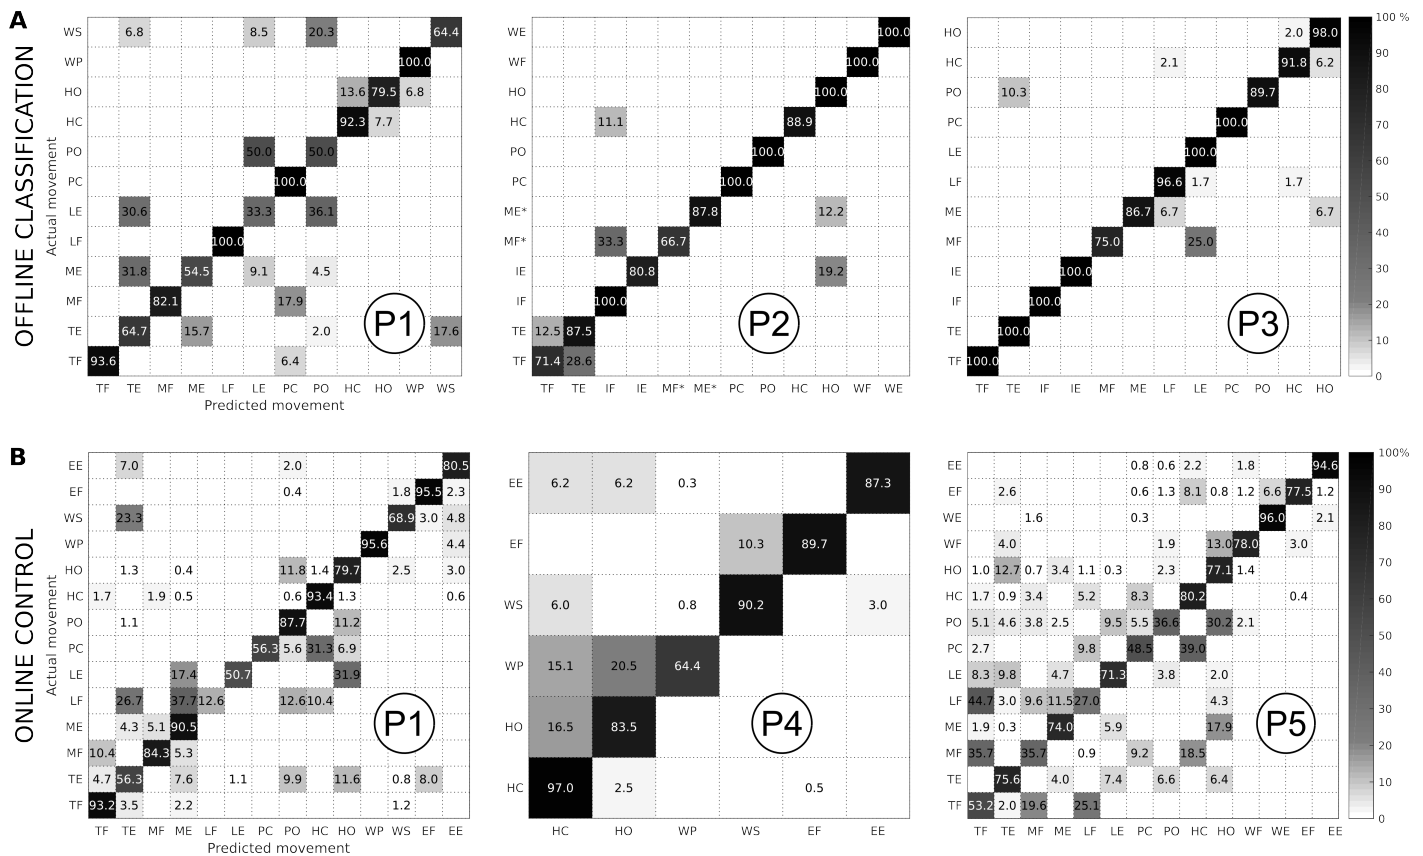 A
OFFLINE CLASSIFICATION
Actual movement
WS 6.8 8.5 20.3 64.4
WP 100.0
HO 13.6 79.5 6.8
HC 92.3 7.7
PO 50.0 50.0
PC 100.0
LE 30.6 33.3 36.1
LF 100.0
ME 31.8 54.5 9.1 4.5
MF 82.1 17.9
TE 64.7 15.7 2.0 17.6
TF 93.6 6.4
P1
TF TE MF ME LF LE PC PO HC HO WP WS
Predicted movement
WE 100.0
WF 100.0
HO 100.0
HC 11.1 88.9
PO 100.0
PC 100.0
ME* 87.8 12.2
MF* 33.3 66.7
IE 80.8 19.2
IF 100.0
TE 12.5 87.5
TF 71.4 28.6
P2
TF TE IF IE MF* ME* PC PO HC HO WF WE
HO 2.0 98.0
HC 2.1 91.8 6.2
PO 10.3 89.7
PC 100.0
LE 100.0
LF 96.6 1.7 1.7
ME 86.7 6.7 6.7
MF 75.0 25.0
IE 100.0
IF 100.0
TE 100.0
TF 100.0
P3
TF TE IF IE MF ME LF LE PC PO HC HO
100 %
90
80
70
60
50
40
30
20
10
0
B
ONLINE CONTROL
Actual movement
EE 7.0 2.0 80.5
EF 0.4 1.8 95.5 2.3
WS 23.3 68.9 3.0 4.8
WP 95.6 4.4
HO 1.3 0.4 11.8 1.4 79.7 2.5 3.0
HC 1.7 1.9 0.5 0.6 93.4 1.3 0.6
PO 1.1 87.7 11.2
PC 56.3 5.6 31.3 6.9
LE 17.4 50.7 31.9
LF 26.7 37.7 12.6 12.6 10.4
ME 4.3 5.1 90.5
MF 10.4 84.3 5.3
TE 4.7 56.3 7.6 1.1 9.9 11.6 0.8 8.0
TF 93.2 3.5 2.2 1.2
P1
TF TE MF ME LF LE PC PO HC HO WP WS EF EE
Predicted movement
EE 6.2 6.2 0.3 87.3
EF 10.3 89.7
WS 6.0 0.8 90.2 3.0
WP 15.1 20.5 64.4
HO 16.5 83.5
HC 97.0 2.5 0.5
P4
HC HO WP WS EF EE
EE 0.8 0.6 2.2 1.8 94.6
EF 2.6 0.6 1.3 8.1 0.8 1.2 6.6 77.5 1.2
WE 1.6 0.3 96.0 2.1
WF 4.0 1.9 13.0 78.0 3.0
HO 1.0 12.7 0.7 3.4 1.1 0.3 2.3 77.1 1.4
HC 1.7 0.9 3.4 5.2 8.3 80.2 0.4
PO 5.1 4.6 3.8 2.5 9.5 5.5 36.6 30.2 2.1
PC 2.7 9.8 48.5 39.0
LE 8.3 9.8 4.7 71.3 3.8 2.0
LF 44.7 3.0 9.6 11.5 27.0 4.3
ME 1.9 0.3 74.0 5.9 17.9
MF 35.7 35.7 0.9 9.2 18.5
TE 75.6 4.0 7.4 6.6 6.4
TF 53.2 2.0 19.6 25.1
P5
TF TE MF ME LF LE PC PO HC HO WF WE EF EE
100%
90
80
70
60
50
40
30
20
10
0